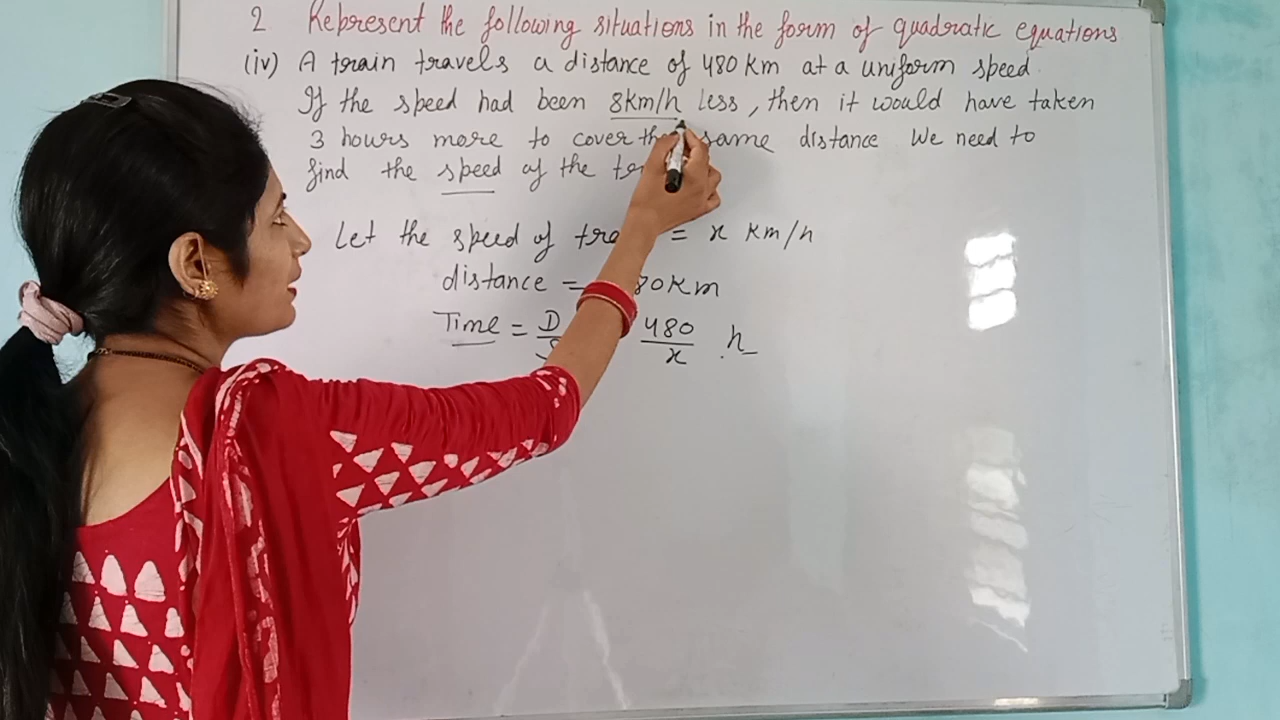 2 Represent the following situations in the form of quadratic equations
(iv) A train travels a distance of 480 km at a uniform speed.
If the speed had been 8km/h less, then it would have taken
3 hours more to cover the same distance We need to
find the speed of the
Let the speed of = x km/h
distance = 80km
Time = D/S 480/x h